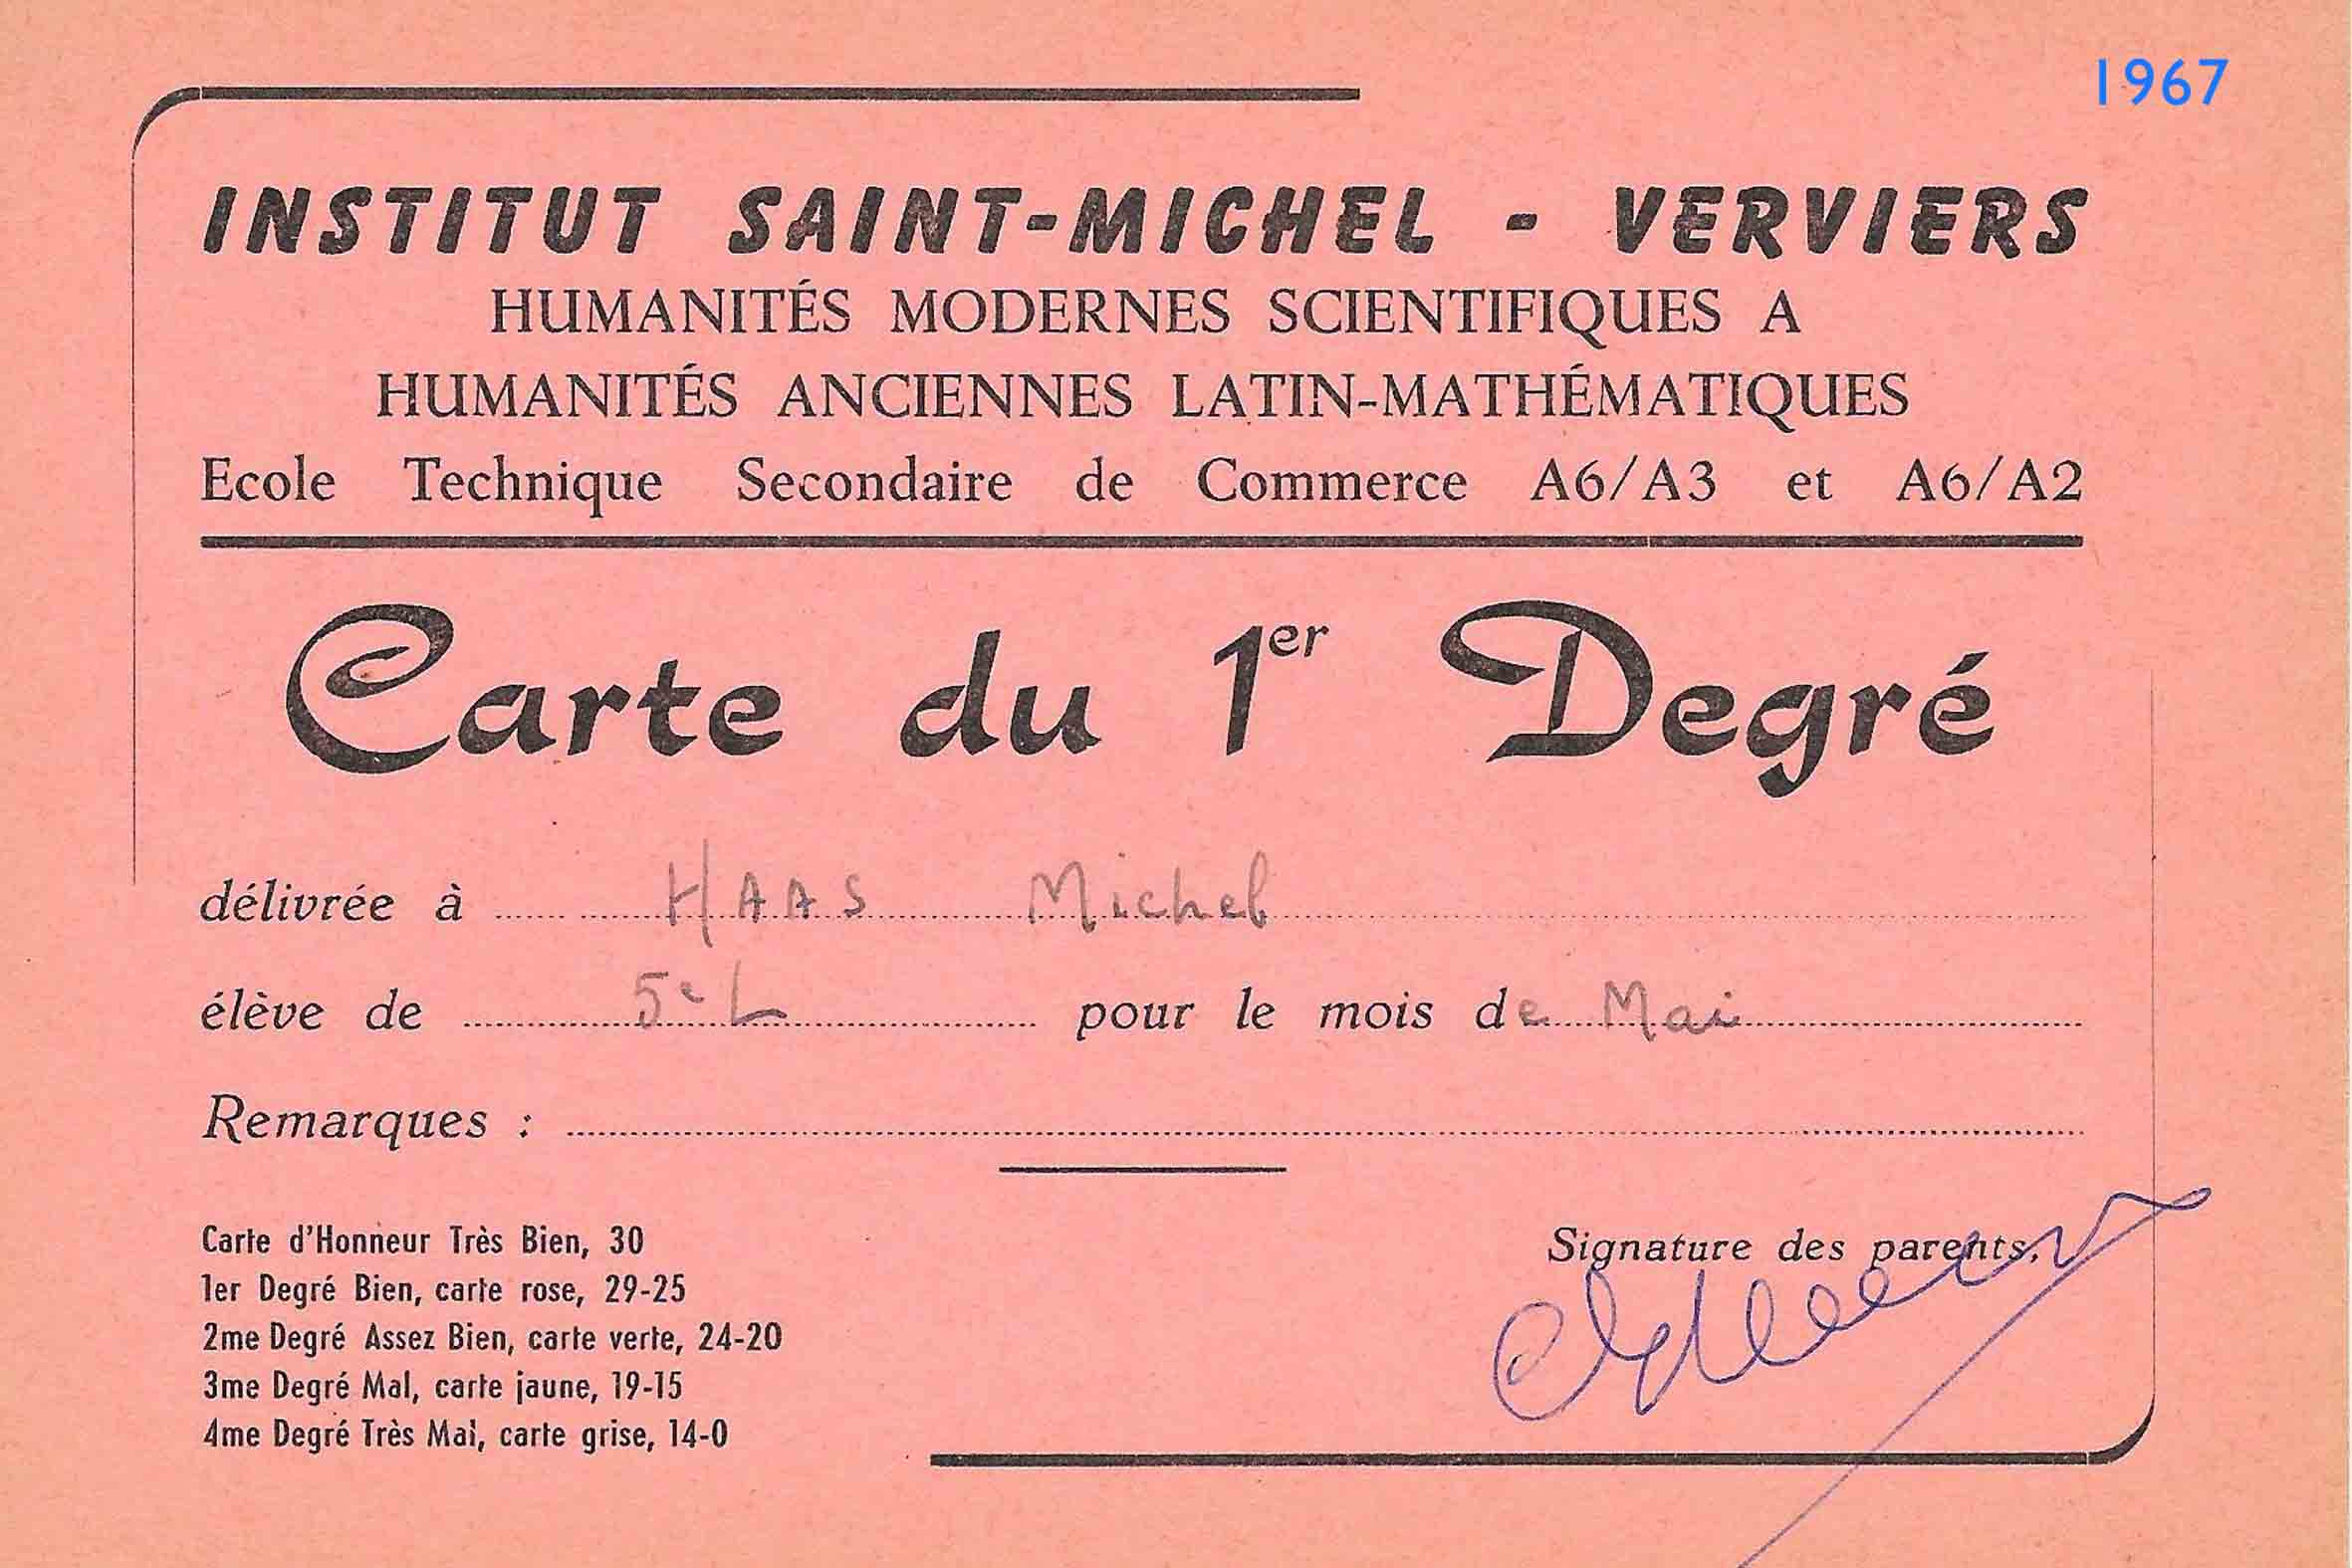 1967
INSTITUT SAINT-MICHEL - VERVIERS
HUMANITÉS MODERNES SCIENTIFIQUES A
HUMANITÉS ANCIENNES LATIN-MATHÉMATIQUES
Ecole Technique Secondaire de Commerce A6/A3 et A6/A2
Carte du 1er Degré
délivrée à HAAS Michel
élève de 5e L pour le mois de Mai
Remarques :
Carte d'Honneur Très Bien, 30
1er Degré Bien, carte rose, 29-25
2me Degré Assez Bien, carte verte, 24-20
3me Degré Mal, carte jaune, 19-15
4me Degré Très Mal, carte grise, 14-0
Signature des parents,